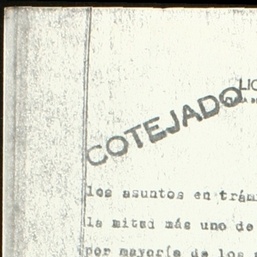 LIC
COTEJADO
los asuntos en trám
la mitad más uno de
por mayoría de los